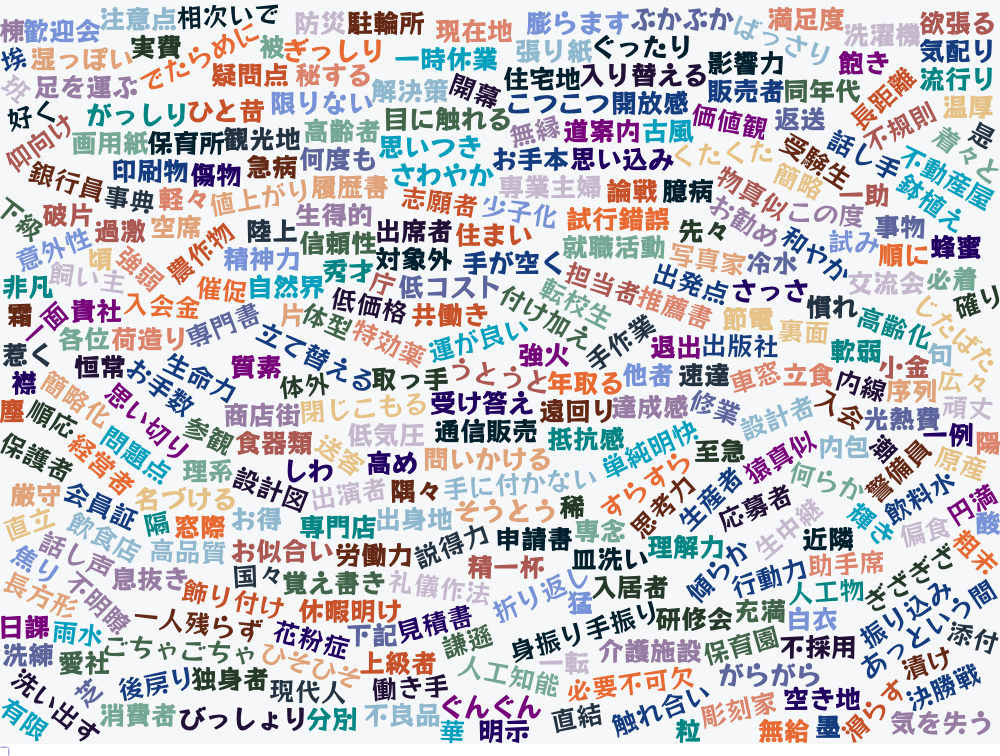 棟 歓迎会 注意点 相次いで 防災 駐輪所 現在地 膨らます ぶかぶか ばっさり 満足度 洗濯機 欲張る
埃 湿っぽい 実費 でたらめに 被 ぎっしり 一時休業 張り紙 ぐったり 影響力 飽き 気配り
足を運ぶ 疑問点 秘する 解決策 開幕 住宅地 入り替える 販売者 同年代 長距離 流行り
好く がっしり ひと昔 限りない 目に触れる こつこつ 開放感 価値観 返送 不規則 温厚 是
仰向け 画用紙 保育所 観光地 高齢者 思いつき 無縁 道案内 古風 くたくた 受験生 話し手 着々と
銀行員 印刷物 傷物 急病 何度も さわやか お手本 思い込み 簡略 不動産屋 鉢植え
事典 軽々 値上がり 履歴書 志願者 少子化 専業主婦 論戦 臆病 物真似 お勧め この度 一助
下巻 破片 過激 空席 農作物 陸上 生得的 信頼性 出席者 住まい 試行錯誤 先々 和やか 試み 事物 順に 蜂蜜
意外性 頃 強弱 精神力 秀才 対象外 手が空く 就職活動 写真家 冷水 交流会 必着
非凡 飼い主 催促 自然界 庁 低コスト 担当者 出発点 さっさ 慣れ じたばた 確り
霜 一面 貴社 入会金 片 低価格 共働き 付け加え 転校生 推薦書 節電 裏面 高齢化
各位 荷造り 専門書 体型 特効薬 運が良い 手作業 退出 出版社 軟弱 句
惹く 恒常 生命力 質素 立て替える 取っ手 うとうと 強火 年取る 他者 速達 車窓 立食 内線 小金 序列 広々
襟 簡略化 お手数 体外 商店街 閉じこもる 受け答え 遠回り 達成感 修業 設計者 入会 光熱費 頑丈
塵 順応 思い切り 参観 食器類 送客 低気圧 通信販売 抵抗感 単純明快 至急 猿真似 内包 潮 警備員 一例 陽
保護者 経営者 問題点 理系 しわ 高め 問いかける すらすら 生産者 何らか 原産
厳守 会員証 名づける 設計図 出演者 隅々 手に付かない 思考力 応募者 飲料水 円満
直立 飲食店 隔 窓際 お得 専門店 出身地 そうとう 稀 専念 生中継 輝き 偏食 酸
焦り 話し声 高品質 お似合い 労働力 説得力 申請書 皿洗い 理解力 傾らか 近隣 助手席 粗末
長方形 不明瞭 息抜き 国々 覚え書き 礼儀作法 精一杯 折り返し 入居者 行動力 人工物 ぎざぎざ
日課 雨水 一人残らず 飾り付け 休暇明け 下記 見積書 猛 研修会 充満 白衣 振り込み あっという間
洗練 愛社 ごちゃごちゃ 花粉症 ひそひそ 上級者 謙遜 身振り手振り 一転 介護施設 保育園 不採用 添付
洗い出す 後戻り 独身者 現代人 働き手 人工知能 必要不可欠 がらがら 漬け 決勝戦
有限 消費者 びっしょり 分別 不良品 ぐんぐん 華 明示 直結 触れ合い 粒 彫刻家 空き地 無給 墨 濁らす 気を失う